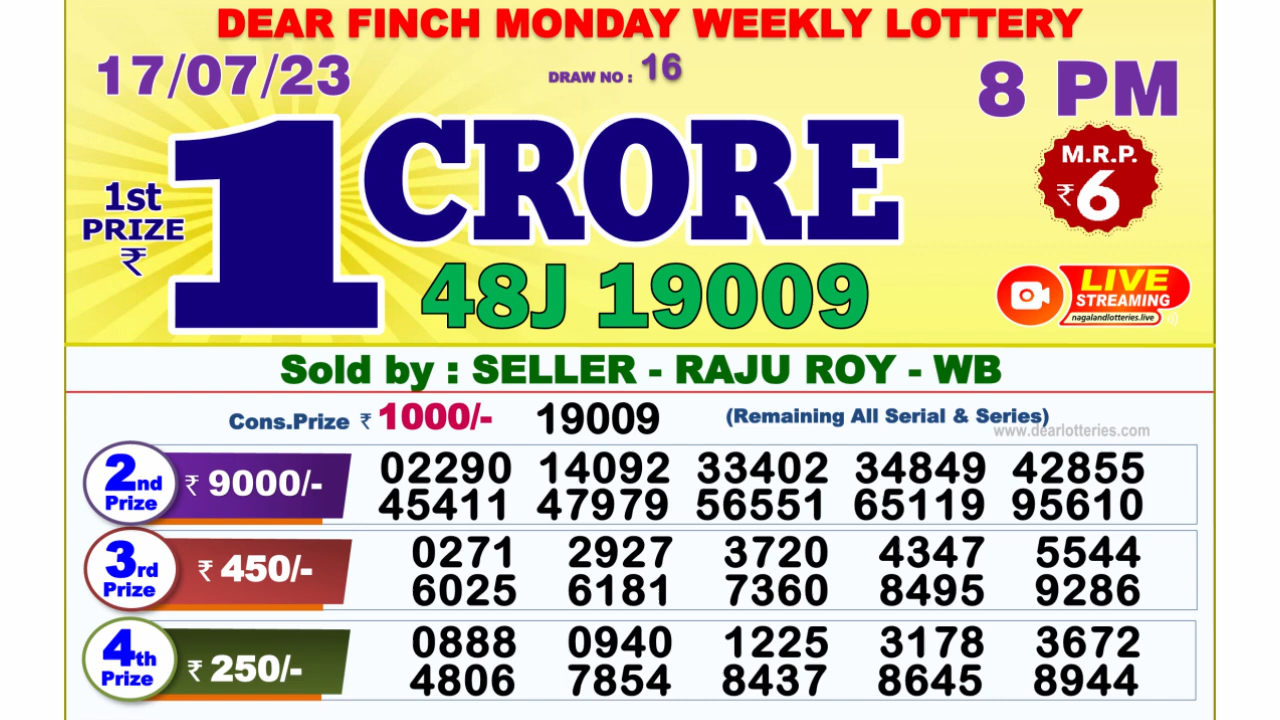 DEAR FINCH MONDAY WEEKLY LOTTERY
17/07/23
DRAW NO : 16
8 PM
1st
PRIZE
₹
1 CRORE
M.R.P.
₹ 6
48J 19009
LIVE
STREAMING
nagalandlotteries.live
Sold by : SELLER - RAJU ROY - WB
Cons.Prize ₹ 1000/- 19009 (Remaining All Serial & Series)
www.dearlotteries.com
2nd Prize ₹ 9000/-
02290 14092 33402 34849 42855
45411 47979 56551 65119 95610
3rd Prize ₹ 450/-
0271 2927 3720 4347 5544
6025 6181 7360 8495 9286
4th Prize ₹ 250/-
0888 0940 1225 3178 3672
4806 7854 8437 8645 8944